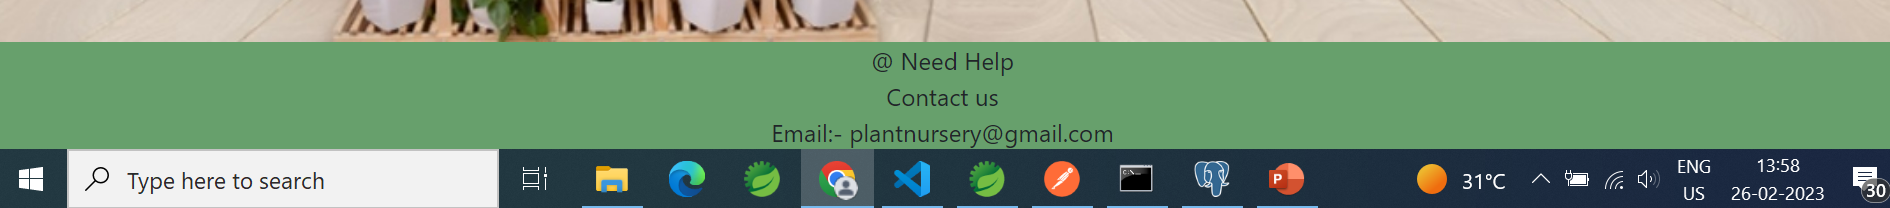 @ Need Help
Contact us
Email:- plantnursery@gmail.com
Type here to search
P
31°C
ENG
US
13:58
26-02-2023
30